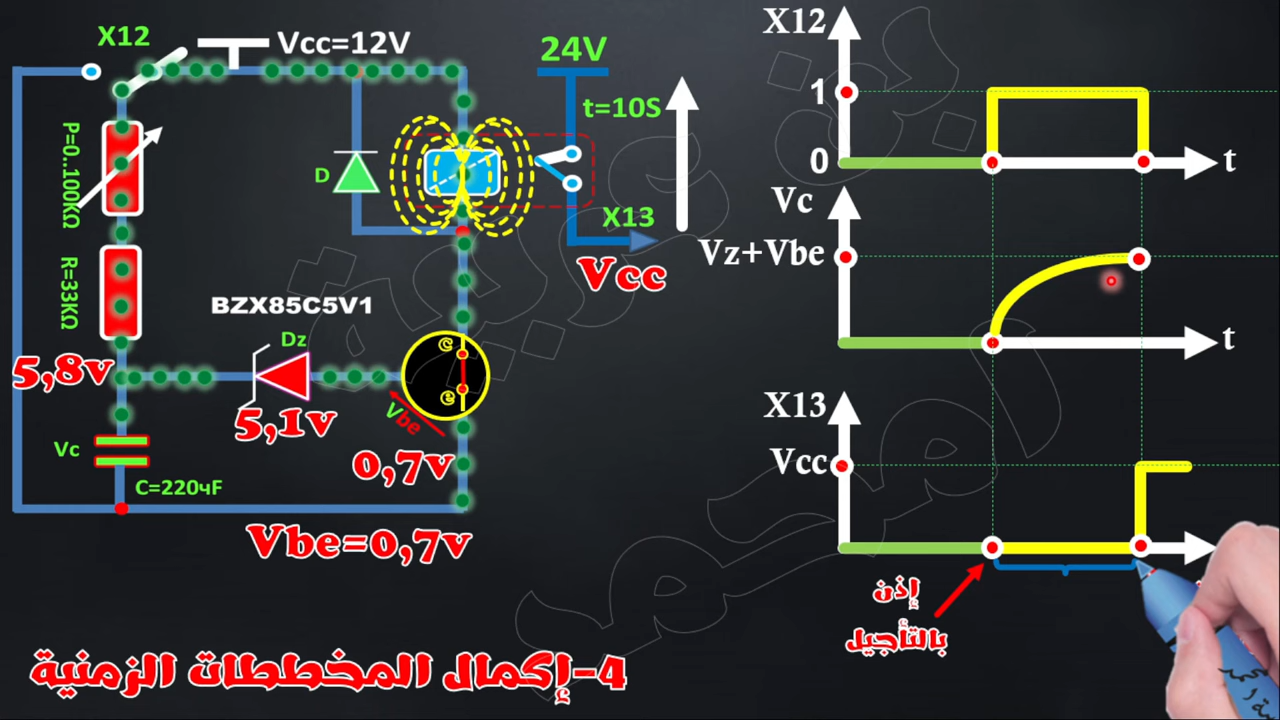 X12
Vcc=12V
24V
t=10S
P=0..100KΩ
D
X13
Vcc
R=33KΩ
BZX85C5V1
Dz
5,8v
5,1v
c
e
Vbe
0,7v
Vc
C=220чF
Vbe=0,7v
4-إكمال المخططات الزمنية
X12
1
0
t
Vc
Vz+Vbe
t
X13
Vcc
إذن
بالتأجيل